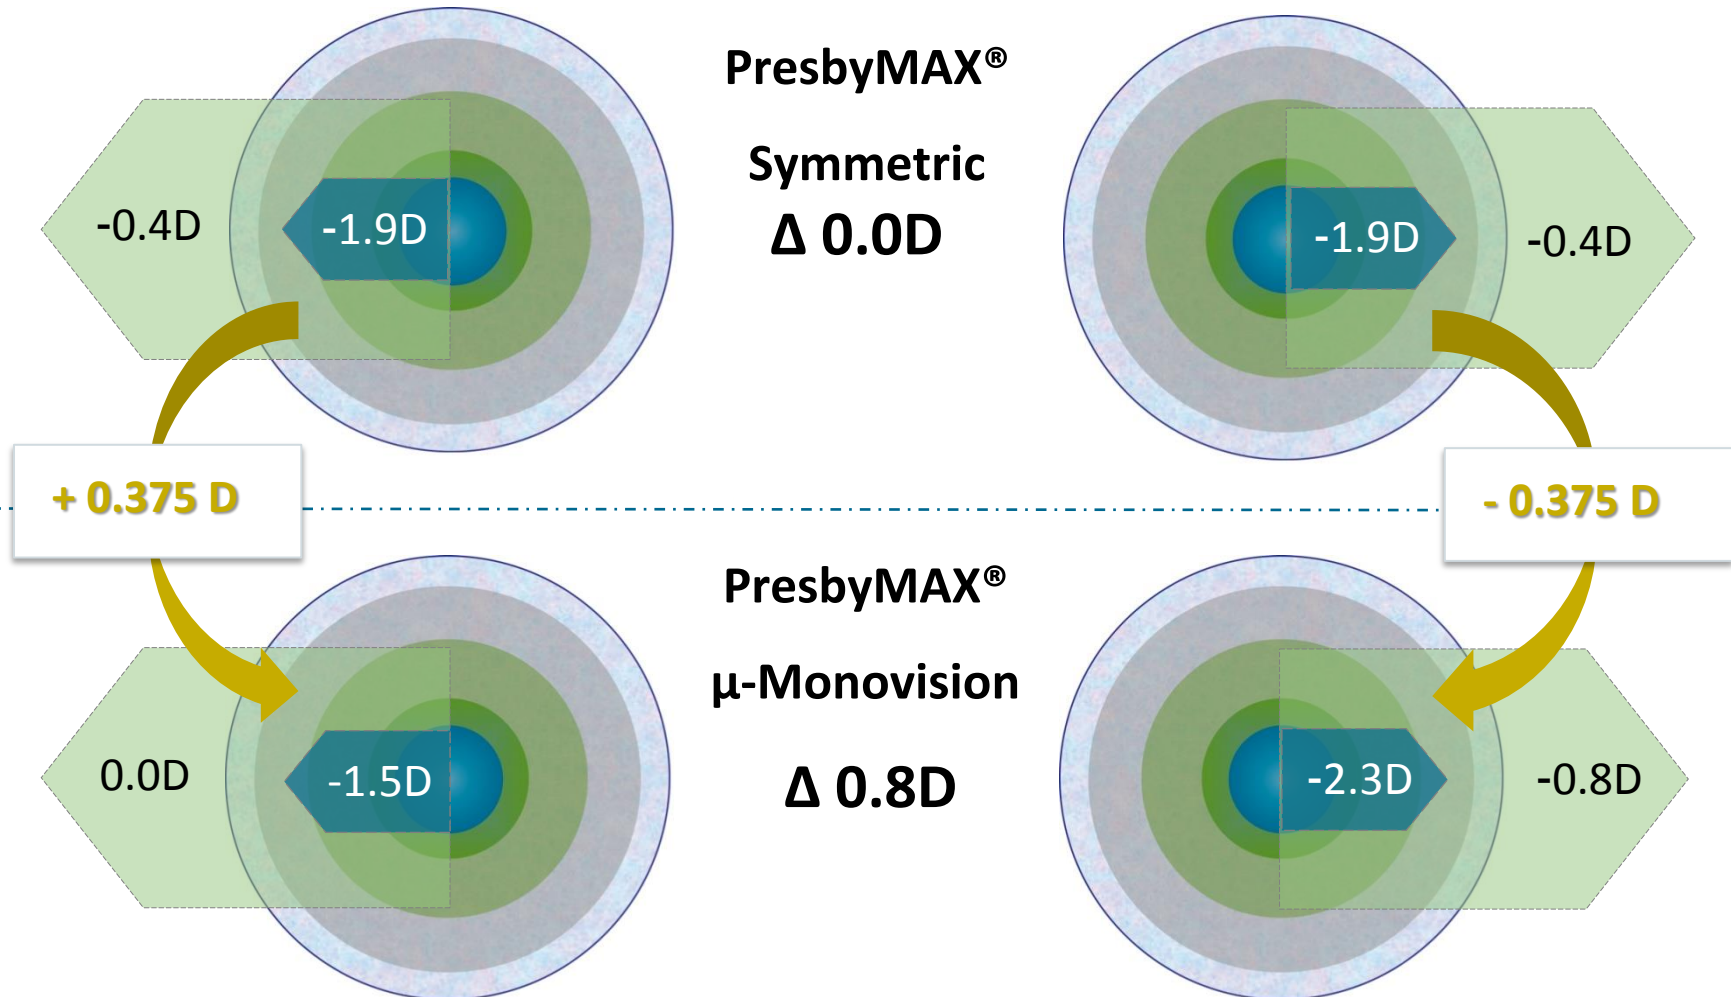 PresbyMAX®
Symmetric
Δ 0.0D
-0.4D
-1.9D
-1.9D
-0.4D
+ 0.375 D
- 0.375 D
PresbyMAX®
µ-Monovision
Δ 0.8D
0.0D
-1.5D
-2.3D
-0.8D